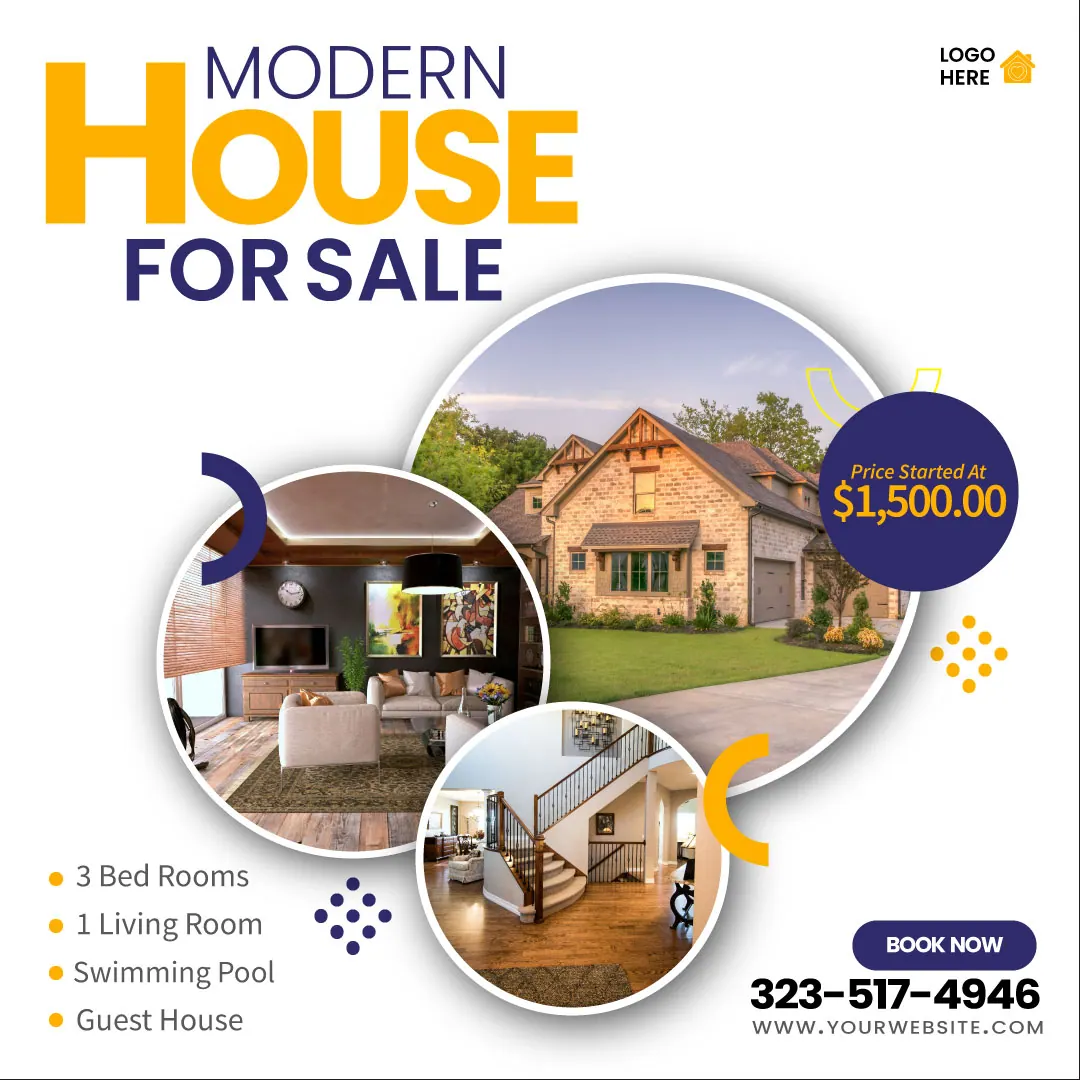 MODERN
HOUSE
FOR SALE
LOGO
HERE
Price Started At
$1,500.00
3 Bed Rooms
1 Living Room
Swimming Pool
Guest House
BOOK NOW
323-517-4946
WWW.YOURWEBSITE.COM